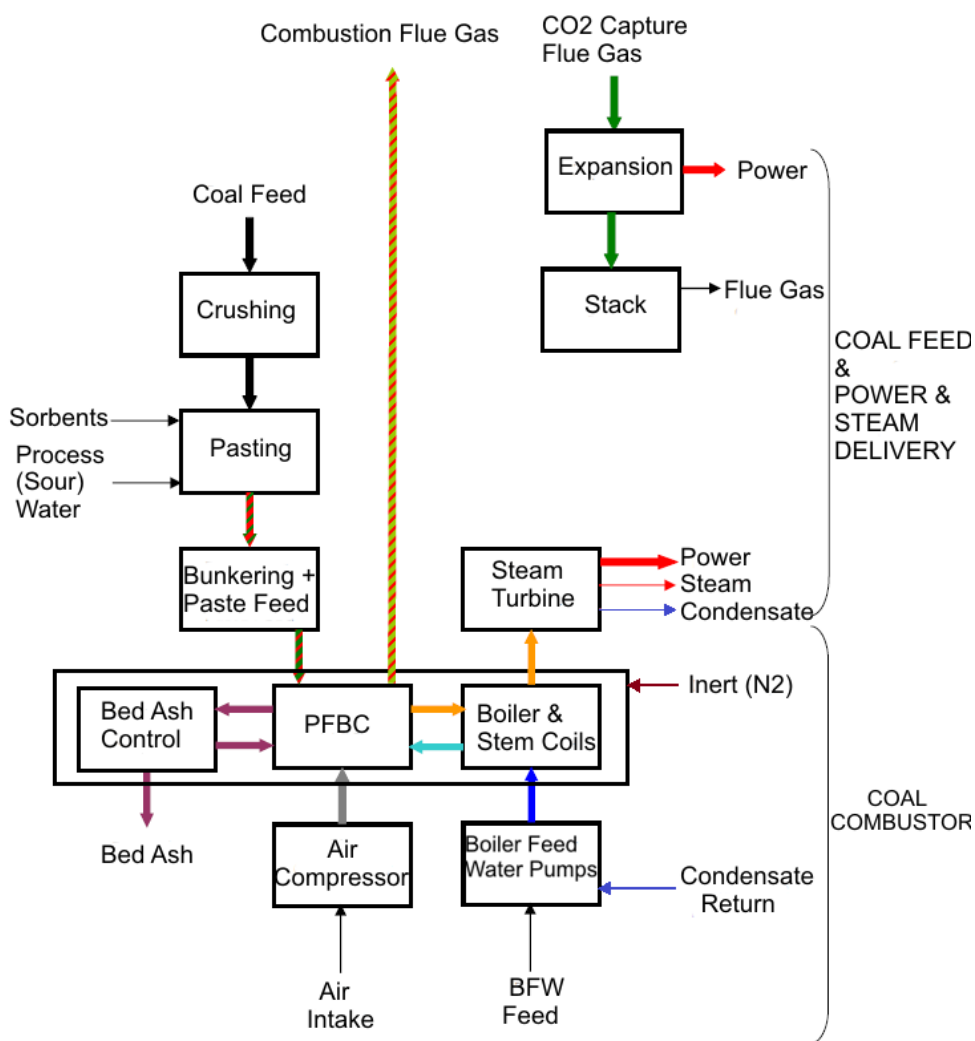 Combustion Flue Gas
CO2 Capture
Flue Gas
Expansion
Power
Coal Feed
Crushing
Stack
Flue Gas
COAL FEED
&
POWER &
STEAM
DELIVERY
Sorbents
Process
(Sour)
Water
Pasting
Bunkering +
Paste Feed
Steam
Turbine
Power
Steam
Condensate
Inert (N2)
Bed Ash
Control
PFBC
Boiler &
Stem Coils
Bed Ash
Air
Compressor
Boiler Feed
Water Pumps
Condensate
Return
COAL
COMBUSTOR
Air
Intake
BFW
Feed